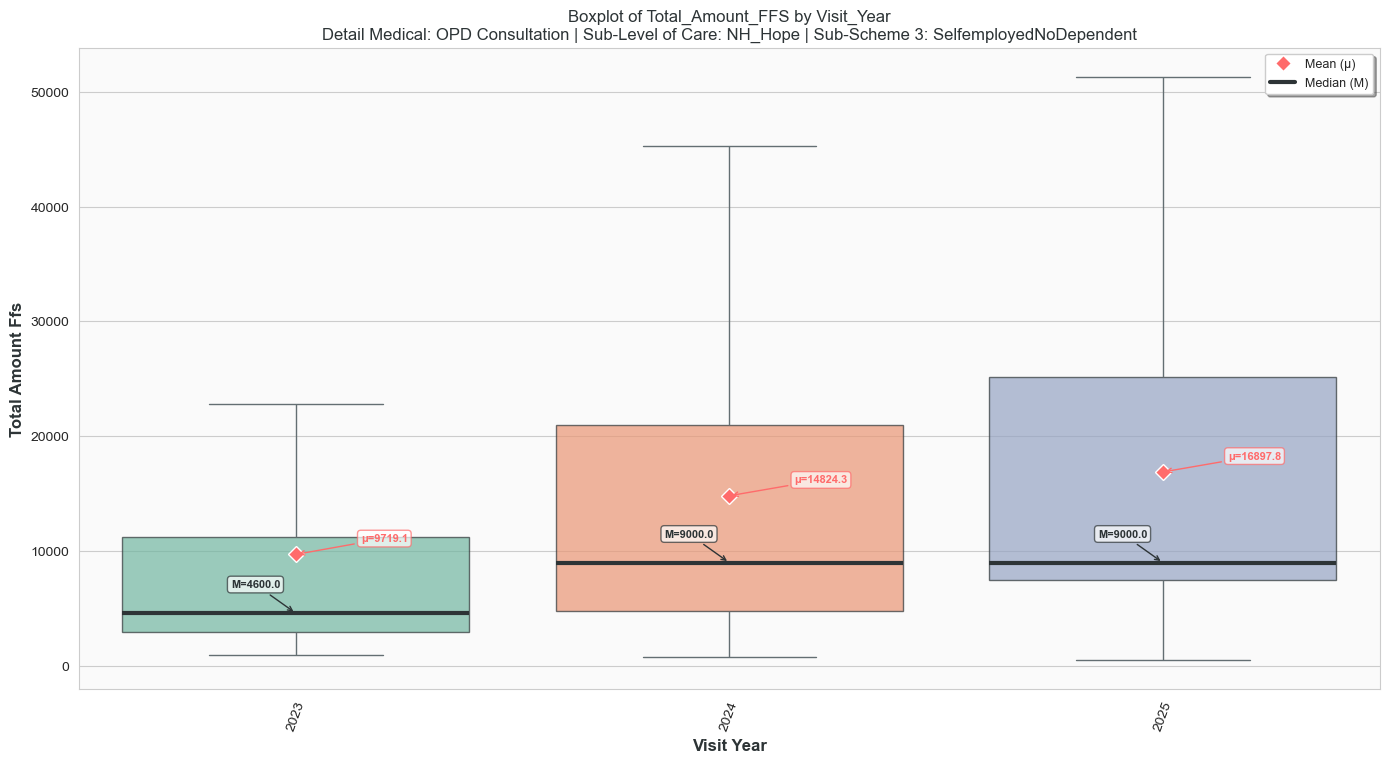 Boxplot of Total_Amount_FFS by Visit_Year
Detail Medical: OPD Consultation | Sub-Level of Care: NH_Hope | Sub-Scheme 3: SelfemployedNoDependent
Mean (µ)
Median (M)
Total Amount Ffs
50000
40000
30000
20000
10000
0
µ=9719.1
M=4600.0
µ=14824.3
M=9000.0
µ=16897.8
M=9000.0
2023
2024
2025
Visit Year